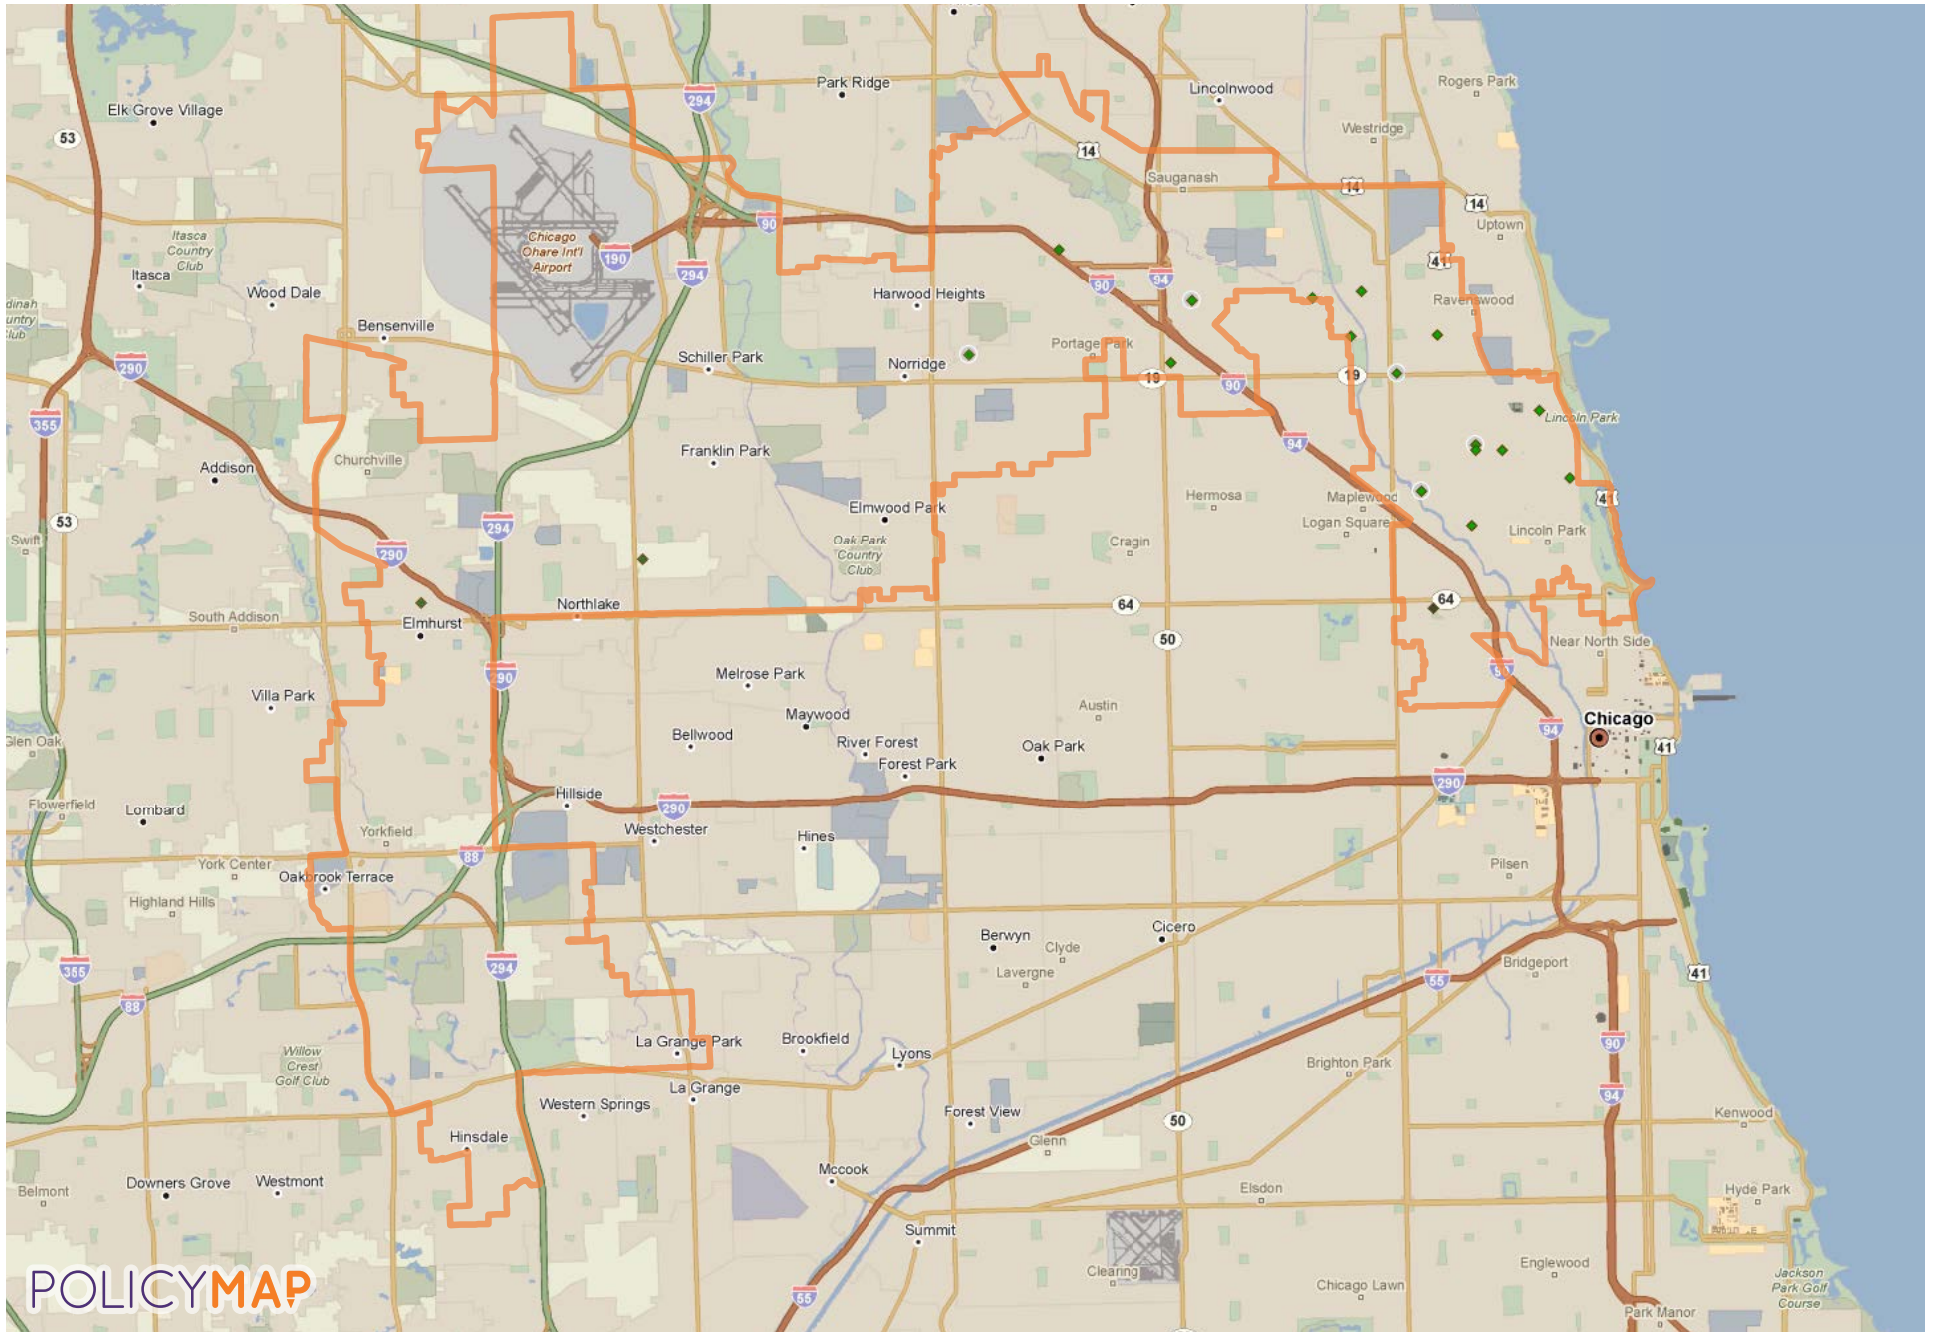 Park Ridge
Rogers Park
Lincolnwood
Elk Grove Village
294
53
Westridge
14
Sauganash
14
14
Uptown
90
Itasca
Country
Club
Chicago
Ohare Int'l
Airport
190
41
294
Itasca
90
94
Wood Dale
Harwood Heights
Ravenswood
Bensenville
Portage Park
Schiller Park
Norridge
290
19
90
19
355
Lincoln Park
94
Franklin Park
Churchville
Addison
Hermosa
Maplewood
41
Elmwood Park
Logan Square
Lincoln Park
53
294
Swift
Oak Park
Country
Club
Cragin
290
64
64
Northlake
South Addison
Elmhurst
50
Near North Side
290
Melrose Park
Villa Park
Austin
Maywood
Chicago
94
Bellwood
River Forest
Oak Park
41
Glen Oak
Forest Park
290
Hillside
290
Flowerfield
Lombard
Westchester
Yorkfield
Hines
88
York Center
Pilsen
Oakbrook Terrace
Highland Hills
Cicero
Berwyn
Clyde
294
Bridgeport
355
Lavergne
55
41
88
La Grange Park
Brookfield
90
Willow
Crest
Golf Club
Lyons
Brighton Park
La Grange
94
Western Springs
Forest View
Kenwood
50
Hinsdale
Glenn
Mccook
Downers Grove
Westmont
Belmont
Elsdon
Hyde Park
Summit
Englewood
Clearing
Chicago Lawn
Jackson
Park Golf
Course
55
Park Manor
POLICYMAP